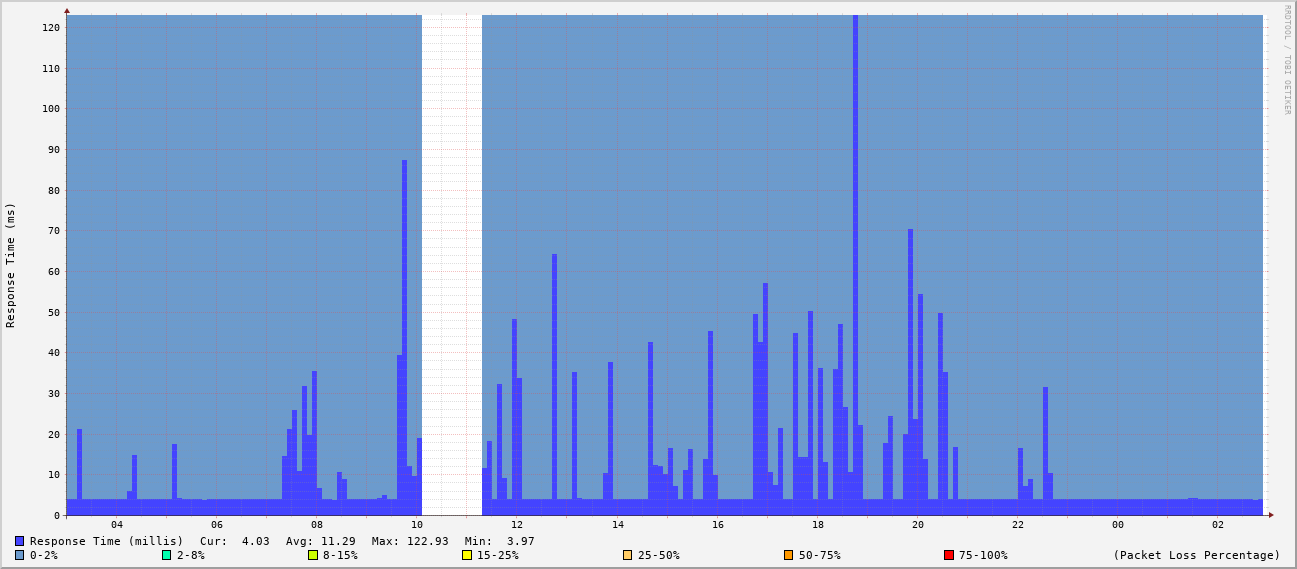 RRDTOOL / TOBI OETIKER
Response Time (ms)
120
110
100
90
80
70
60
50
40
30
20
10
0
04 06 08 10 12 14 16 18 20 22 00 02
Response Time (millis) Cur: 4.03 Avg: 11.29 Max: 122.93 Min: 3.97
0-2% 2-8% 8-15% 15-25% 25-50% 50-75% 75-100% (Packet Loss Percentage)